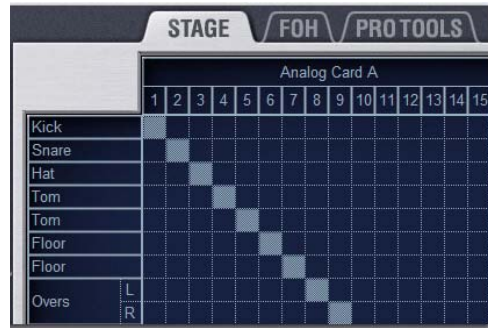 STAGE FOH PRO TOOLS
Analog Card A
1 2 3 4 5 6 7 8 9 10 11 12 13 14 15
Kick
Snare
Hat
Tom
Tom
Floor
Floor
Overs L
R